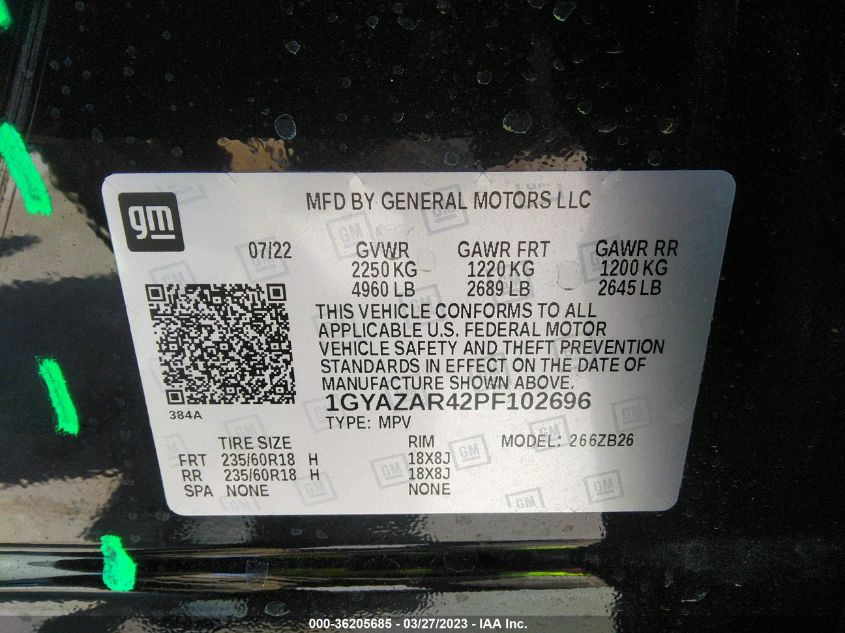 gm
MFD BY GENERAL MOTORS LLC
07/22 GVWR GAWR FRT GAWR RR
2250 KG 1220 KG 1200 KG
4960 LB 2689 LB 2645 LB
THIS VEHICLE CONFORMS TO ALL
APPLICABLE U.S. FEDERAL MOTOR
VEHICLE SAFETY AND THEFT PREVENTION
STANDARDS IN EFFECT ON THE DATE OF
MANUFACTURE SHOWN ABOVE.
384A
1GYAZAR42PF102696
TYPE: MPV
TIRE SIZE RIM MODEL: 266ZB26
FRT 235/60R18 H 18X8J
RR 235/60R18 H 18X8J
SPA NONE NONE
000-36205685 - 03/27/2023 - IAA Inc.